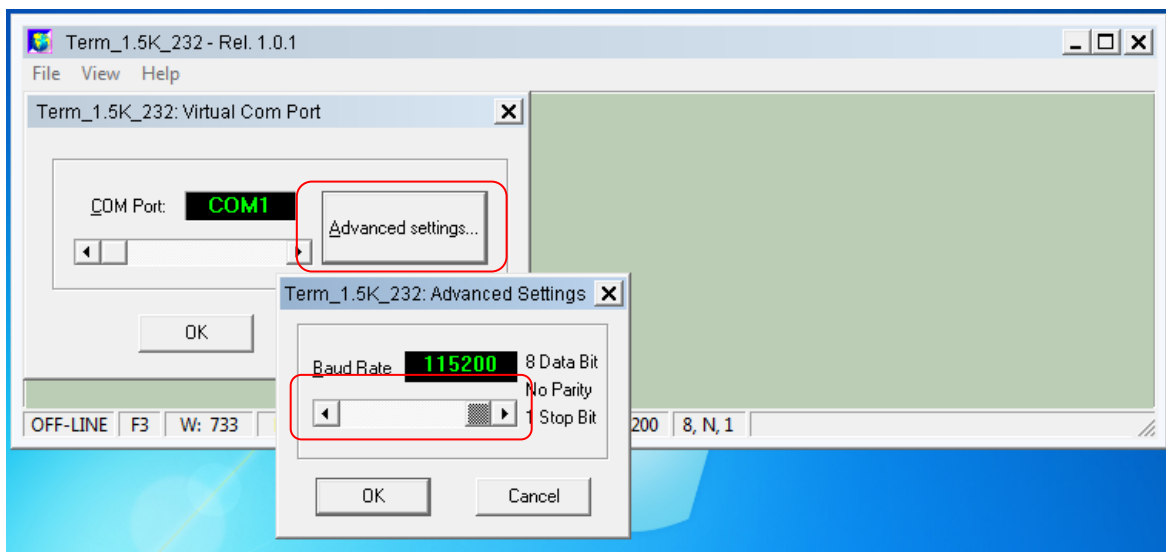 Term_1.5K_232 - Rel. 1.0.1
File View Help
Term_1.5K_232: Virtual Com Port
COM Port: COM1
Advanced settings...
OK
Term_1.5K_232: Advanced Settings
Baud Rate 115200
8 Data Bit
No Parity
1 Stop Bit
OK Cancel
OFF-LINE F3 W: 733 200 8, N, 1